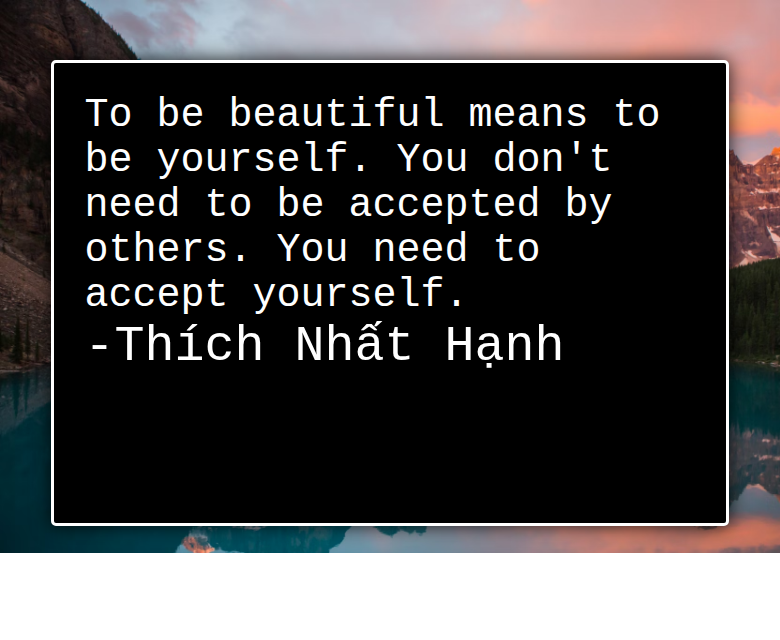 To be beautiful means to
be yourself. You don't
need to be accepted by
others. You need to
accept yourself.
-Thích Nhất Hạnh